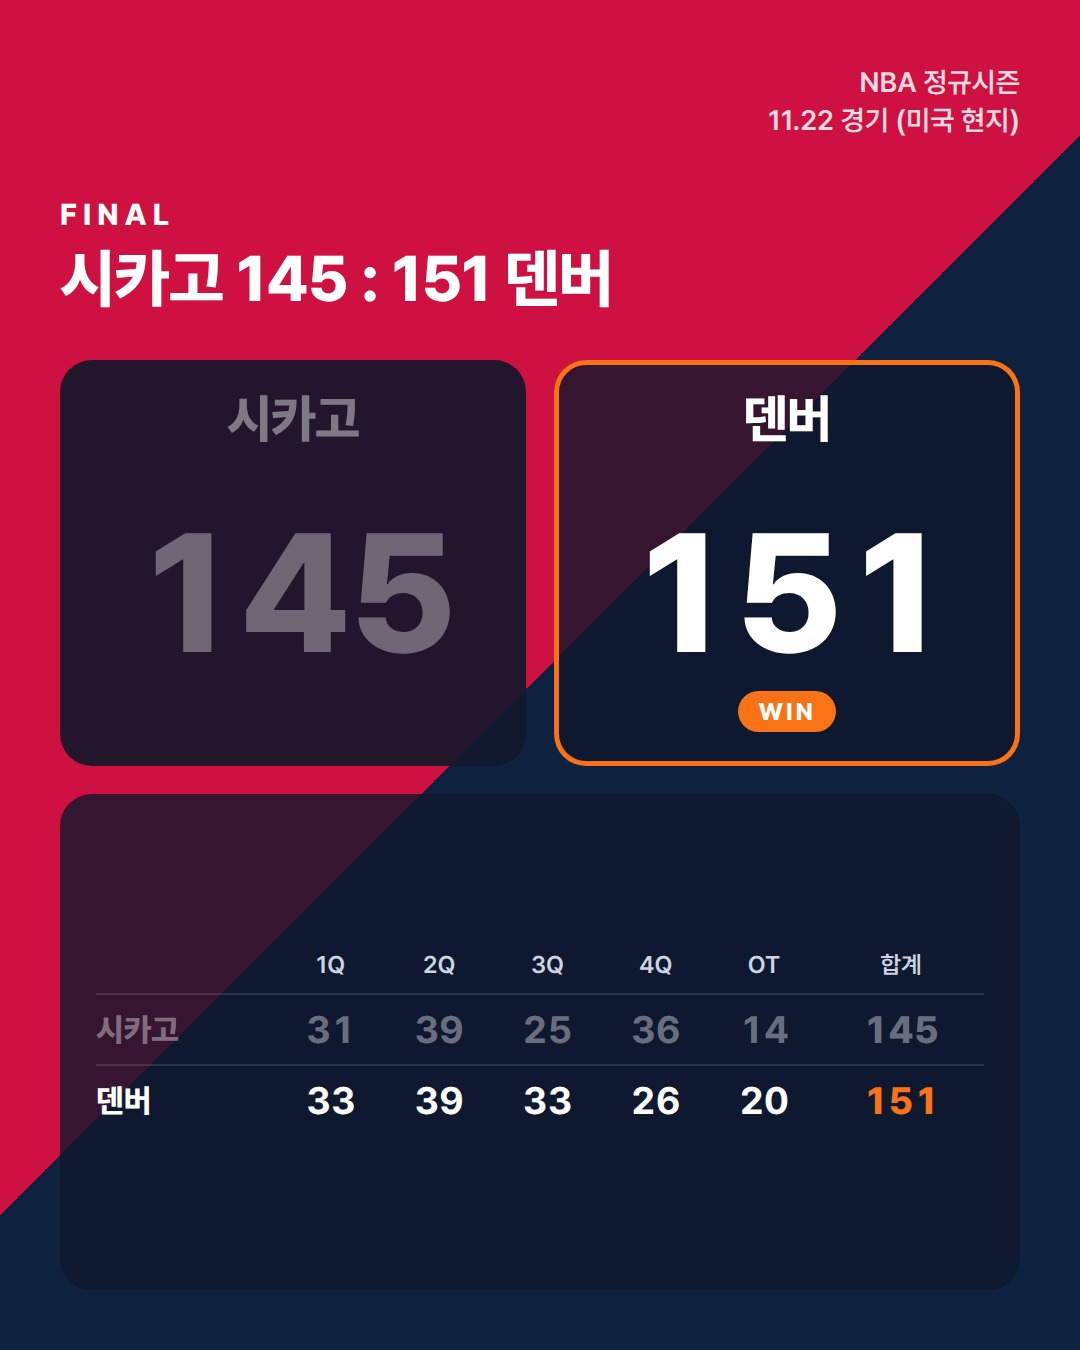 NBA 정규시즌
11.22 경기 (미국 현지)
FINAL
시카고 145 : 151 덴버
시카고
145
덴버
151
WIN
1Q 2Q 3Q 4Q OT 합계
시카고 31 39 25 36 14 145
덴버 33 39 33 26 20 151